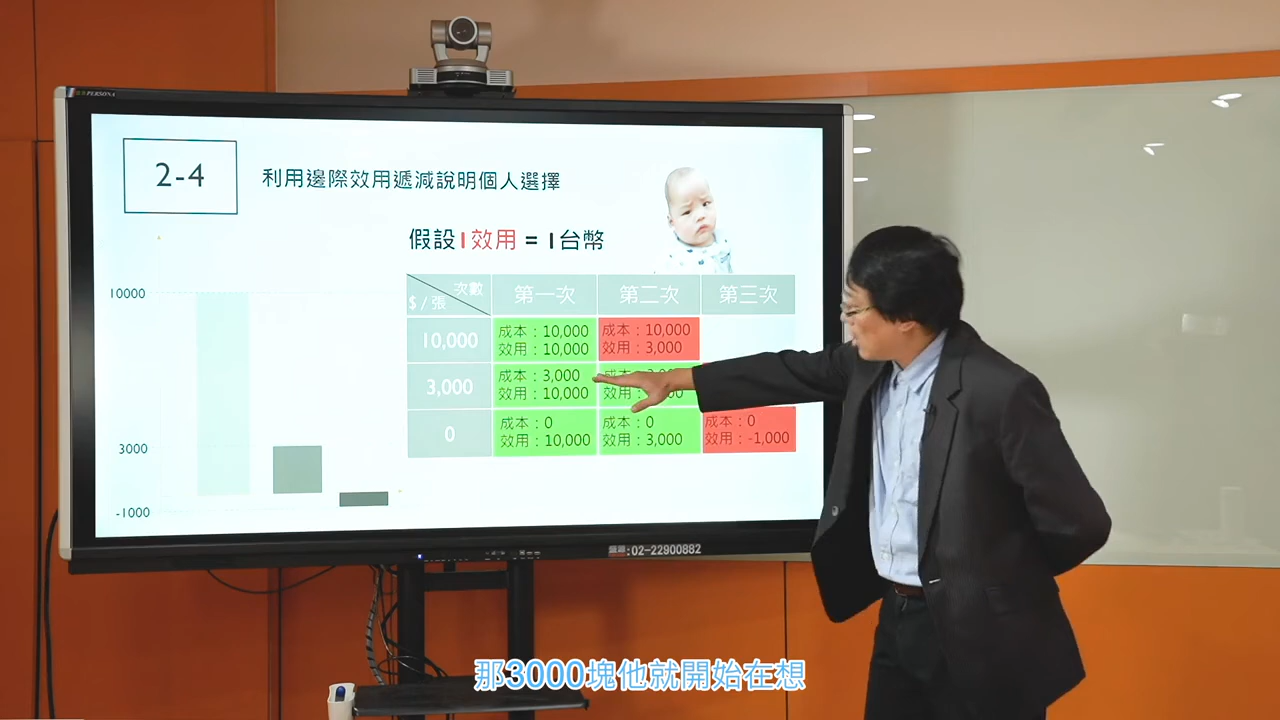 PERSONA
2-4
利用邊際效用遞減說明個人選擇
假設1效用 = 1台幣
次數
$ / 張
第一次
第二次
第三次
10,000
成本：10,000
效用：10,000
成本：10,000
效用：3,000
3,000
成本：3,000
效用：10,000
0
成本：0
效用：10,000
成本：0
效用：3,000
成本：0
效用：-1,000
10000
3000
-1000
:02-22900882
那3000塊他就開始在想